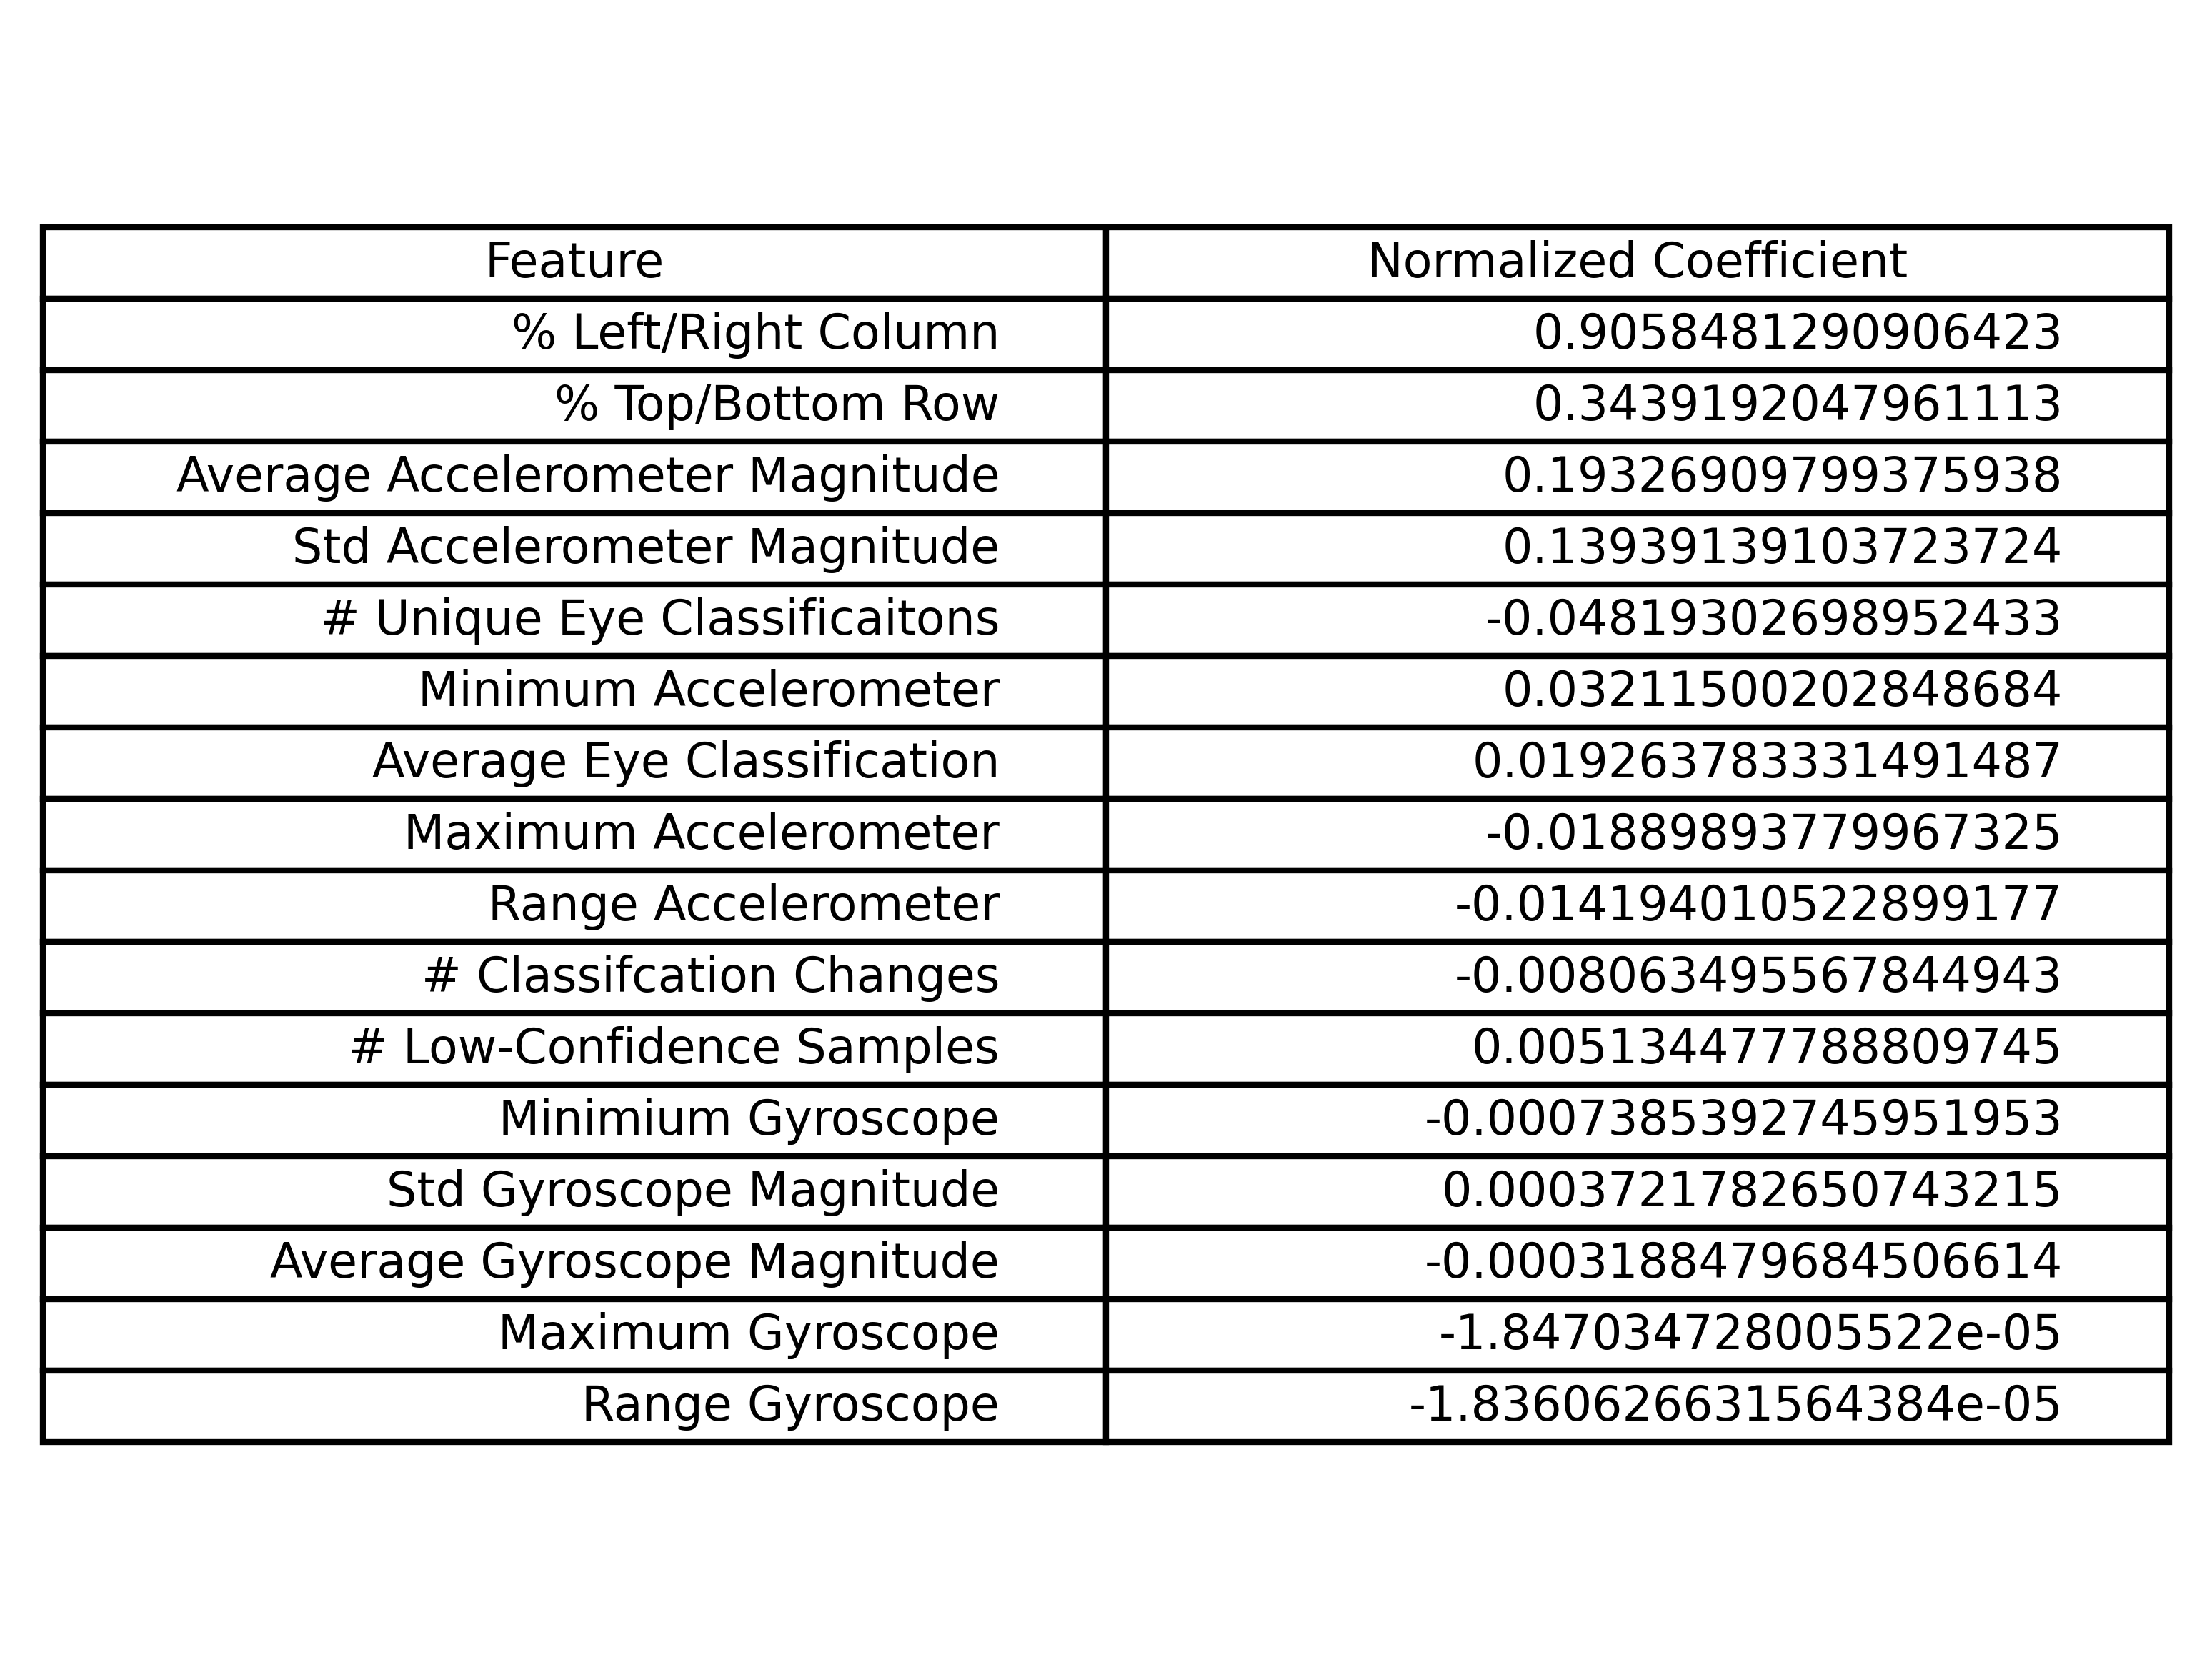 Feature Normalized Coefficient
% Left/Right Column 0.9058481290906423
% Top/Bottom Row 0.3439192047961113
Average Accelerometer Magnitude 0.19326909799375938
Std Accelerometer Magnitude 0.13939139103723724
# Unique Eye Classificaitons -0.04819302698952433
Minimum Accelerometer 0.03211500202848684
Average Eye Classification 0.019263783331491487
Maximum Accelerometer -0.01889893779967325
Range Accelerometer -0.014194010522899177
# Classifcation Changes -0.008063495567844943
# Low-Confidence Samples 0.005134477788809745
Minimium Gyroscope -0.0007385392745951953
Std Gyroscope Magnitude 0.0003721782650743215
Average Gyroscope Magnitude -0.0003188479684506614
Maximum Gyroscope -1.847034728005522e-05
Range Gyroscope -1.8360626631564384e-05